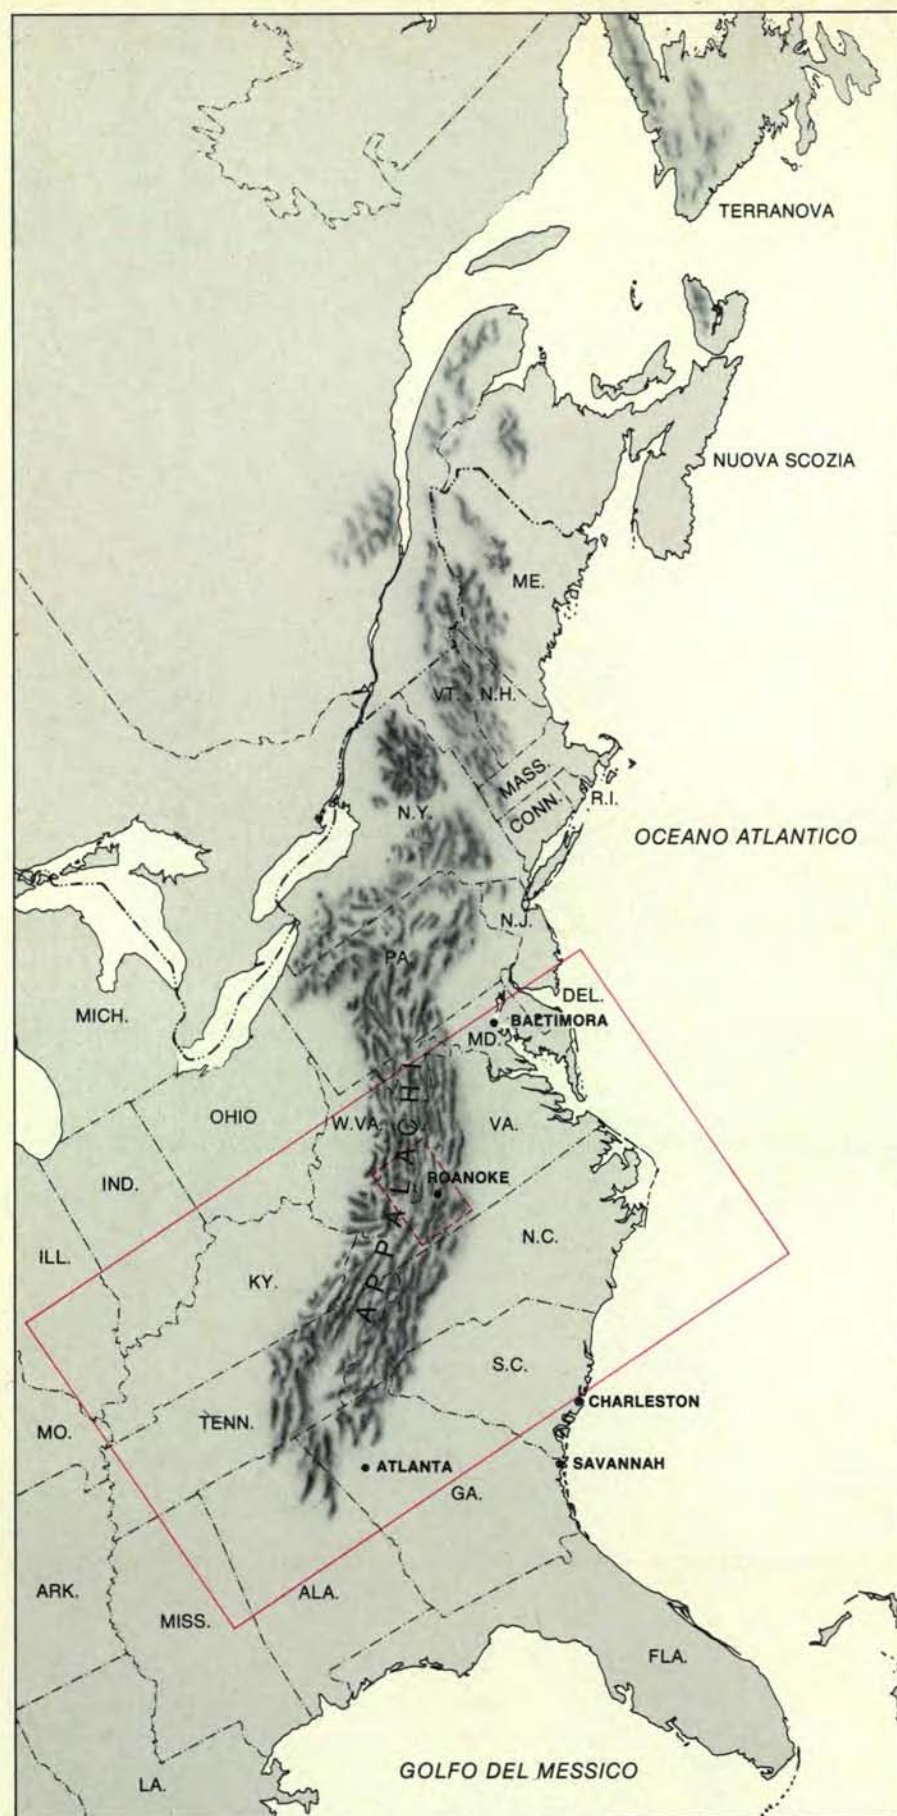 TERRANOVA
NUOVA SCOZIA
ME.
VT.
N.H.
MASS.
CONN.
R.I.
N.Y.
OCEANO ATLANTICO
N.J.
PA.
DEL.
MICH.
BALTIMORA
MD.
OHIO
W.VA.
VA.
IND.
ROANOKE
APPALACHI
N.C.
ILL.
KY.
S.C.
CHARLESTON
MO.
TENN.
ATLANTA
SAVANNAH
GA.
ARK.
ALA.
MISS.
FLA.
GOLFO DEL MESSICO
LA.